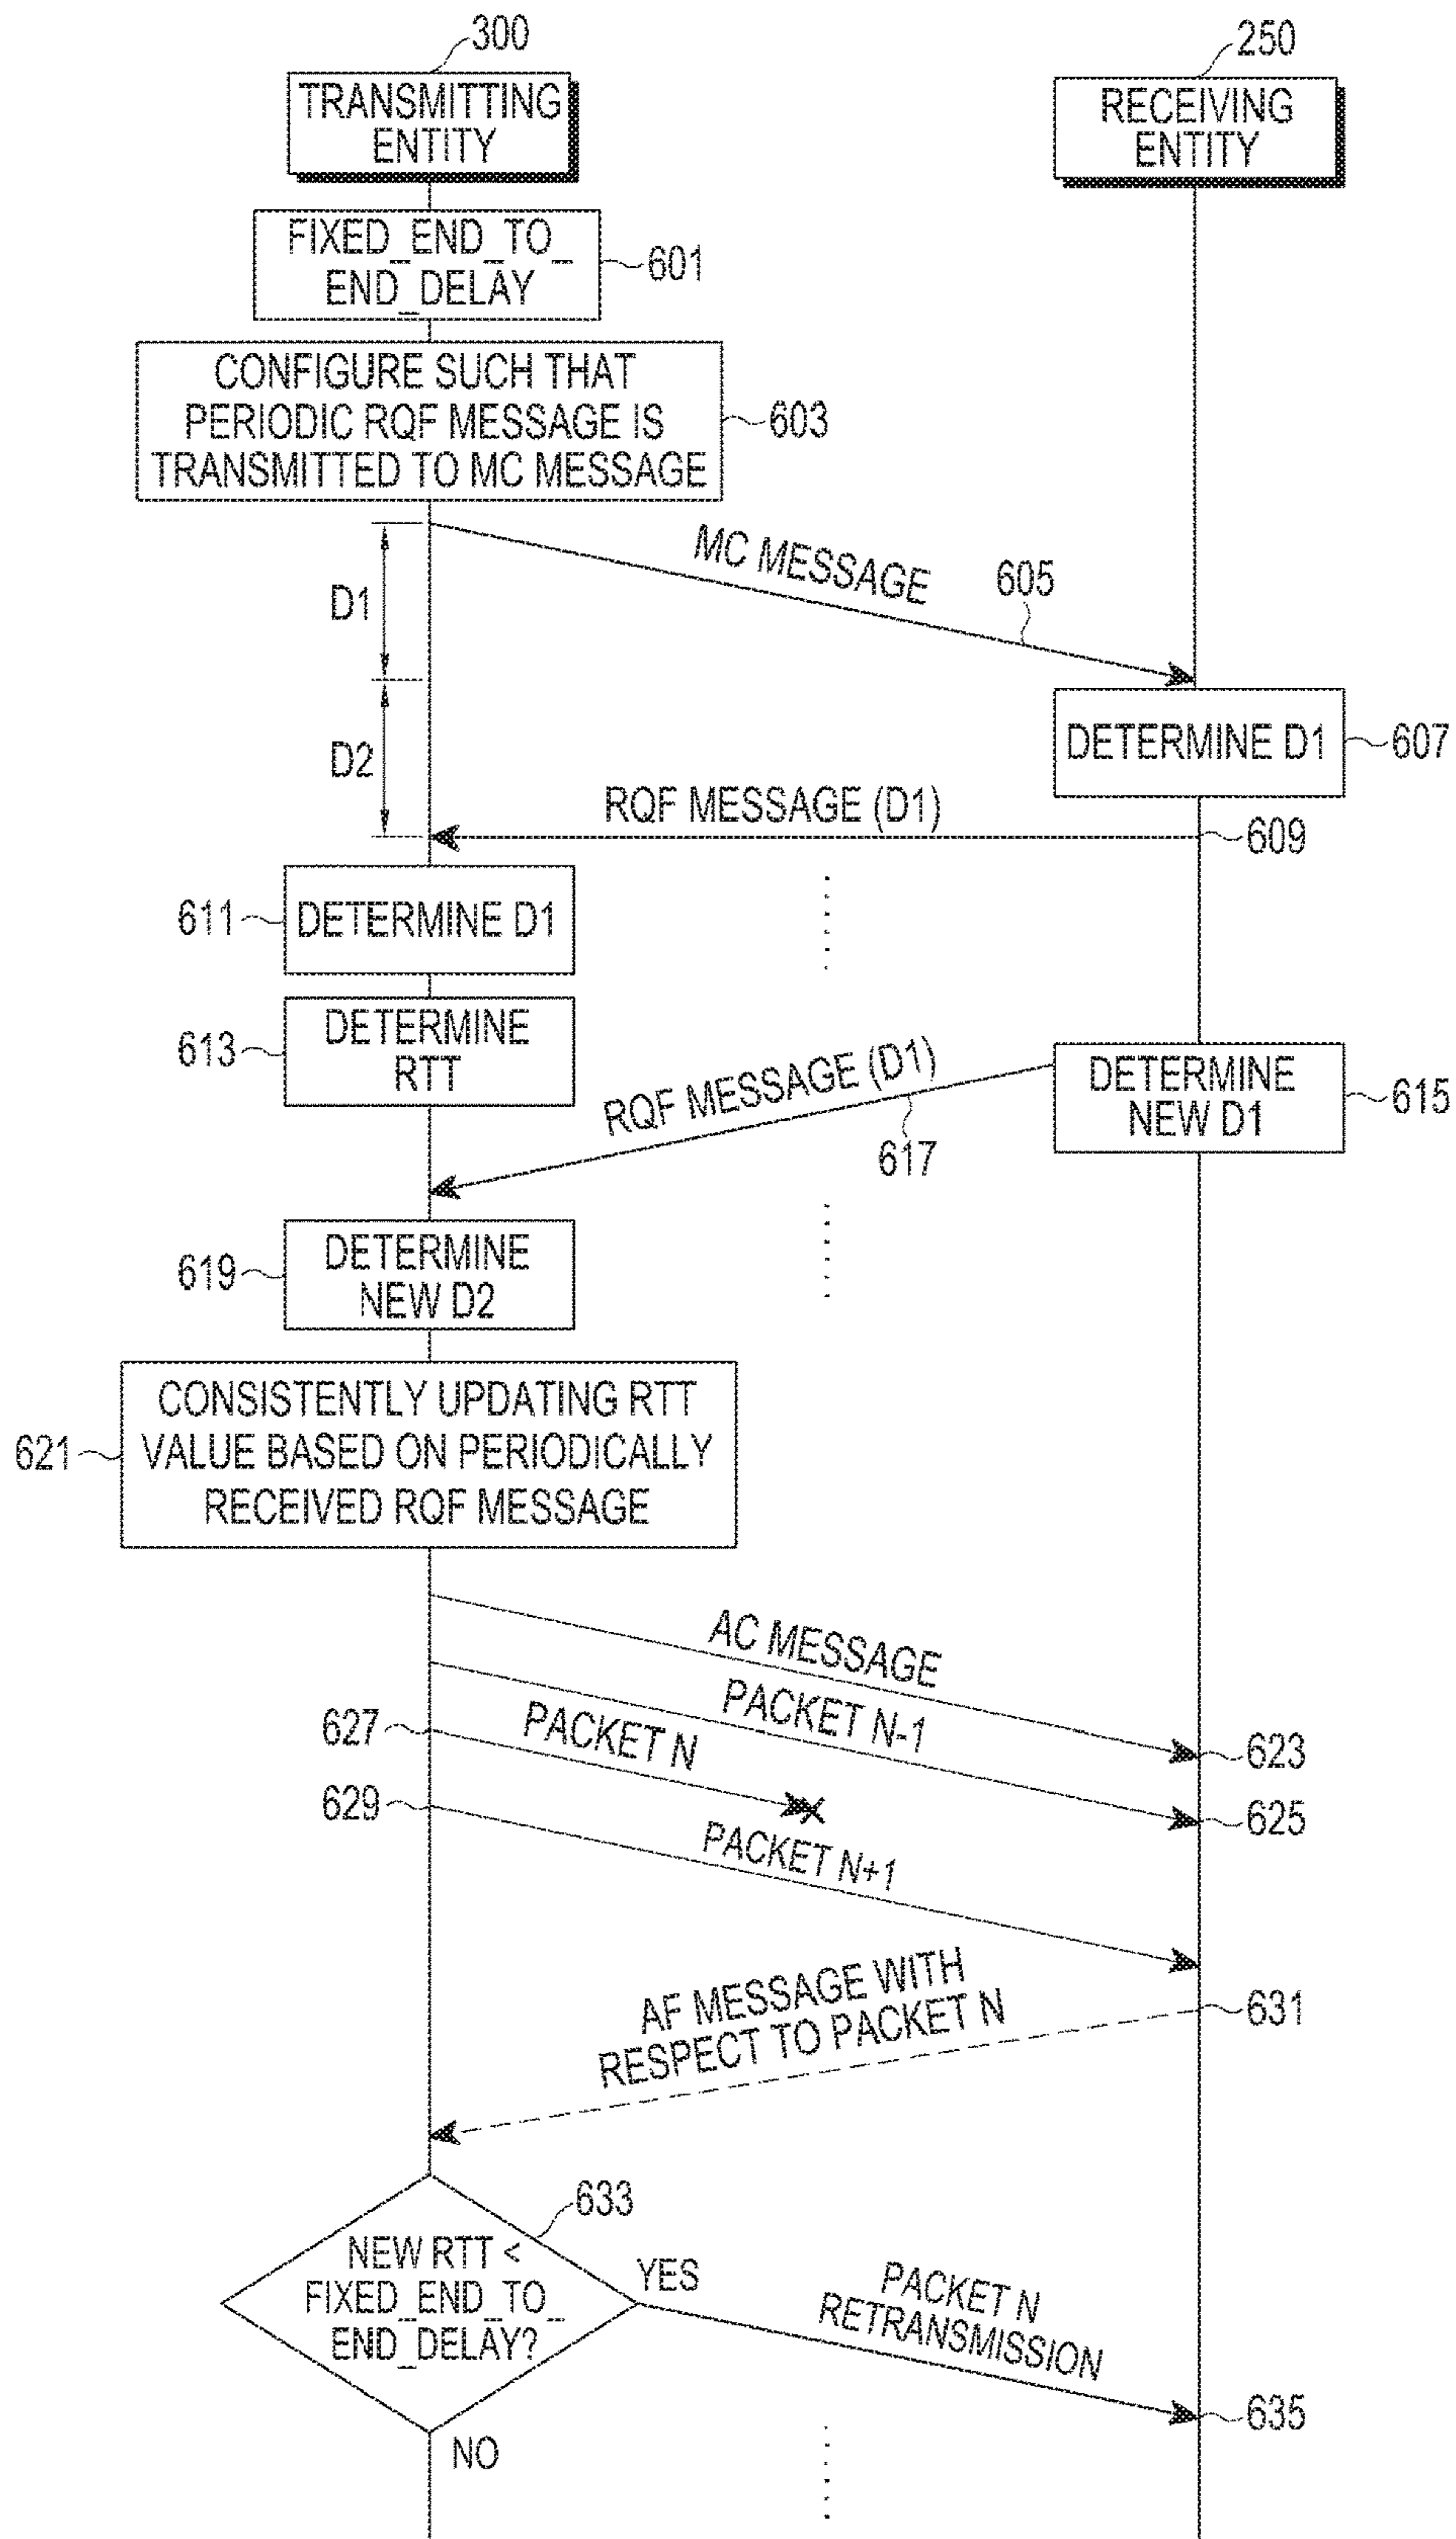 300
250
TRANSMITTING
ENTITY
RECEIVING
ENTITY
FIXED_END_TO_
END_DELAY
601
CONFIGURE SUCH THAT
PERIODIC RQF MESSAGE IS
TRANSMITTED TO MC MESSAGE
603
MC MESSAGE
605
D1
D2
DETERMINE D1
607
RQF MESSAGE (D1)
609
611
DETERMINE D1
613
DETERMINE
RTT
RQF MESSAGE (D1)
617
DETERMINE
NEW D1
615
619
DETERMINE
NEW D2
621
CONSISTENTLY UPDATING RTT
VALUE BASED ON PERIODICALLY
RECEIVED RQF MESSAGE
AC MESSAGE
623
PACKET N-1
625
627
PACKET N
629
PACKET N+1
AF MESSAGE WITH
RESPECT TO PACKET N
631
633
NEW RTT <
FIXED_END_TO_
END_DELAY?
YES
PACKET N
RETRANSMISSION
635
NO